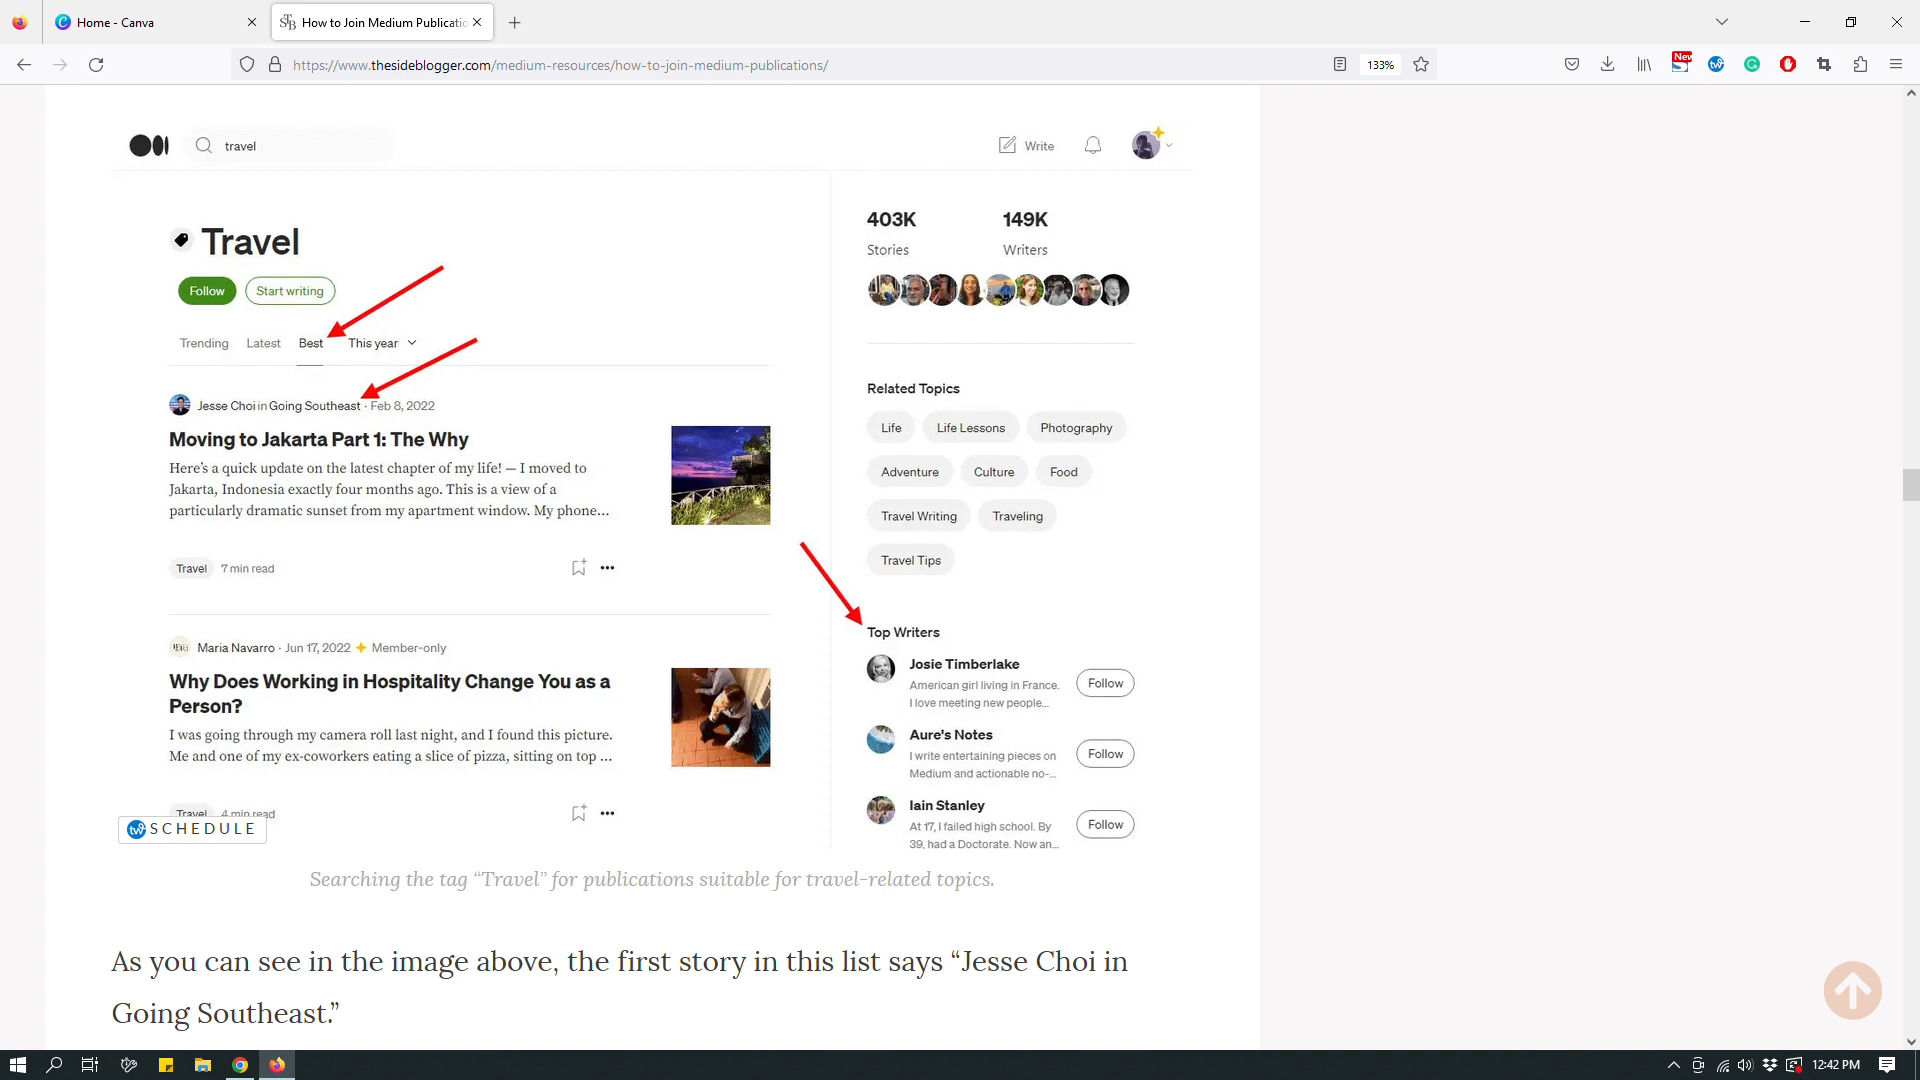 Home - Canva
How to Join Medium Publicatio
https://www.thesideblogger.com/medium-resources/how-to-join-medium-publications/
133%
New
travel
Write
Travel
Follow
Start writing
Trending
Latest
Best
This year
Jesse Choi in Going Southeast · Feb 8, 2022
Moving to Jakarta Part 1: The Why
Here’s a quick update on the latest chapter of my life! — I moved to
Jakarta, Indonesia exactly four months ago. This is a view of a
particularly dramatic sunset from my apartment window. My phone...
Travel
7 min read
Maria Navarro · Jun 17, 2022
Member-only
Why Does Working in Hospitality Change You as a
Person?
I was going through my camera roll last night, and I found this picture.
Me and one of my ex-coworkers eating a slice of pizza, sitting on top ...
Travel
4 min read
tw
SCHEDULE
403K
149K
Stories
Writers
Related Topics
Life
Life Lessons
Photography
Adventure
Culture
Food
Travel Writing
Traveling
Travel Tips
Top Writers
Josie Timberlake
American girl living in France.
I love meeting new people...
Follow
Aure's Notes
I write entertaining pieces on
Medium and actionable no-...
Follow
Iain Stanley
At 17, I failed high school. By
39, had a Doctorate. Now an...
Follow
Searching the tag “Travel” for publications suitable for travel-related topics.
As you can see in the image above, the first story in this list says “Jesse Choi in
Going Southeast.”
12:42 PM